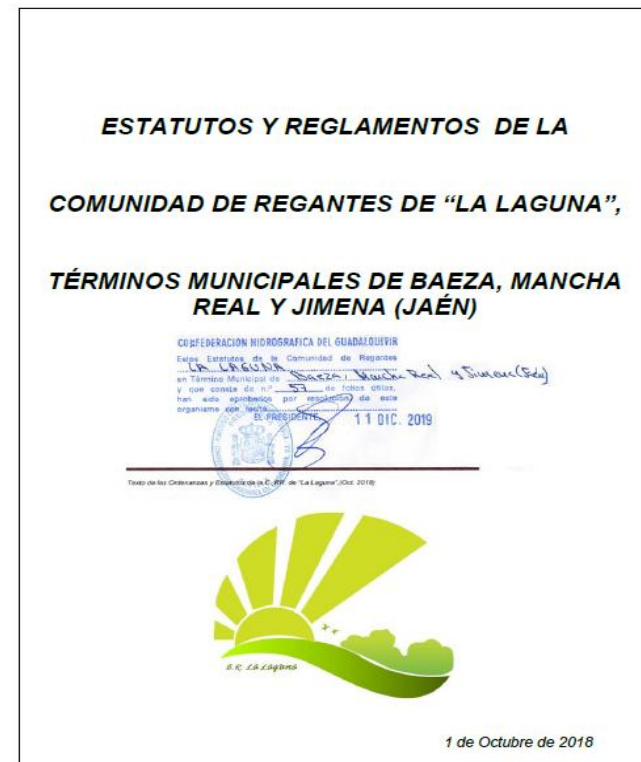 ESTATUTOS Y REGLAMENTOS DE LA
COMUNIDAD DE REGANTES DE “LA LAGUNA”,
TÉRMINOS MUNICIPALES DE BAEZA, MANCHA
REAL Y JIMENA (JAÉN)
CONFEDERACIÓN HIDROGRAFICA DEL GUADALQUIVIR
Estos Estatutos de la Comunidad de Regantes
LA LAGUNA
en Término Municipal de Baeza, Mancha Real y Jimena (Jaén)
y que consta de n.º 57 de folios útiles,
han sido aprobados por resolución de este
organismo con fecha
EL PRESIDENTE, 11 DIC. 2019
Texto de las Ordenanzas y Estatutos de la C. RR. de "La Laguna",(Oct. 2018)
C.R. La Laguna
1 de Octubre de 2018